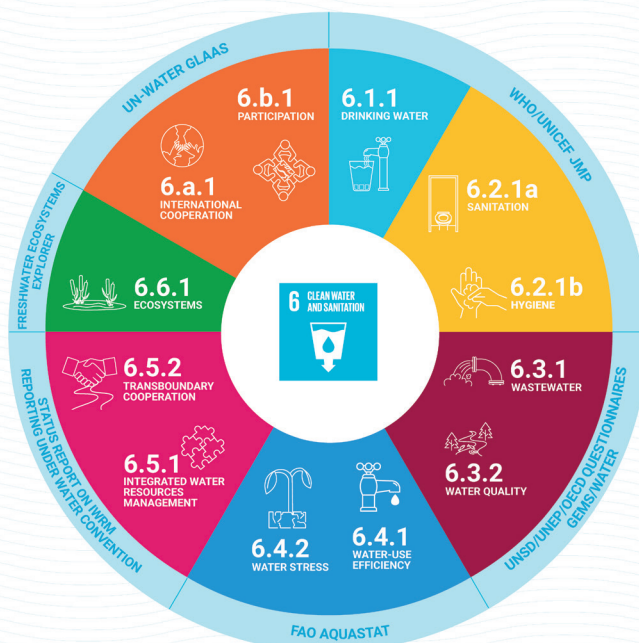 UN-WATER GLAAS
WHO/UNICEF JMP
6.b.1
PARTICIPATION
6.1.1
DRINKING WATER
6.a.1
INTERNATIONAL
COOPERATION
6.2.1a
SANITATION
6.2.1b
HYGIENE
FRESHWATER ECOSYSTEMS
EXPLORER
6.6.1
ECOSYSTEMS
6 CLEAN WATER
AND SANITATION
6.5.2
TRANSBOUNDARY
COOPERATION
6.3.1
WASTEWATER
6.5.1
INTEGRATED WATER
RESOURCES
MANAGEMENT
6.3.2
WATER QUALITY
6.4.2
WATER STRESS
6.4.1
WATER-USE
EFFICIENCY
STATUS REPORT ON IWRM
REPORTING UNDER WATER CONVENTION
UNSD/UNEP/OECD QUESTIONNAIRES
GEMS/WATER
FAO AQUASTAT